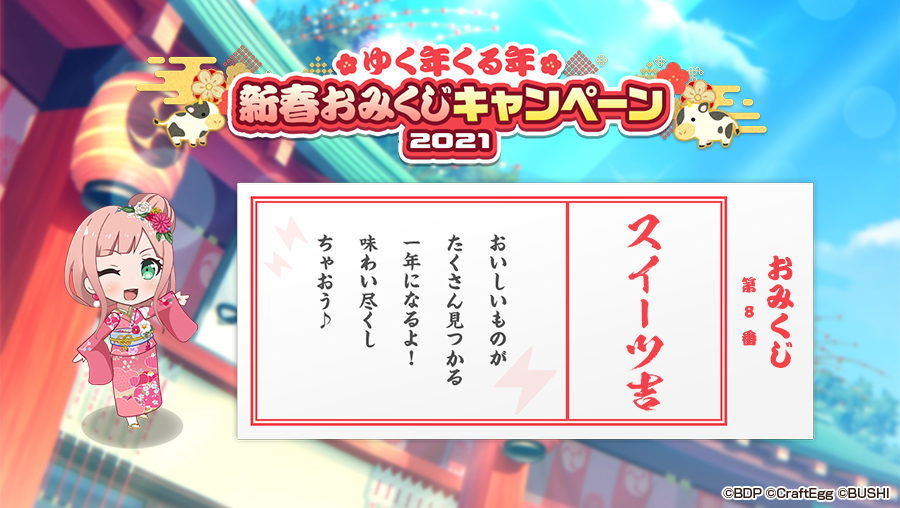 ゆく年くる年
新春おみくじキャンペーン
2021
おみくじ
第8番
スイーツ吉
おいしいものが
たくさん見つかる
一年になるよ！
味わい尽くし
ちゃおう♪
©BDP ©CraftEgg ©BUSHI